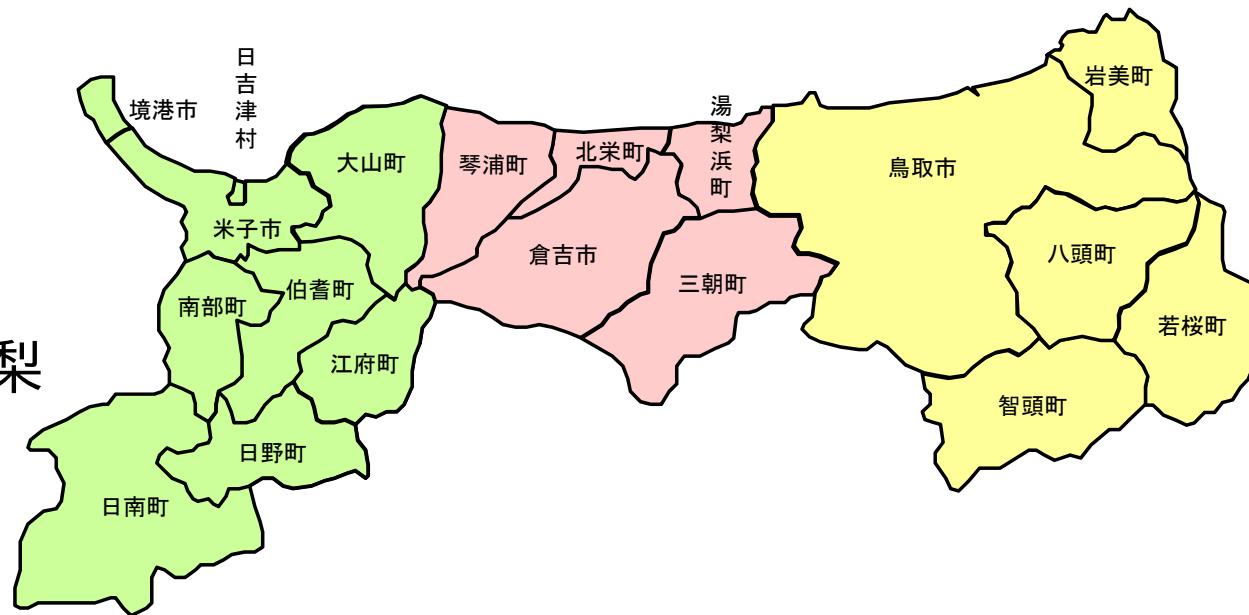 日吉津村
境港市
湯梨浜町
岩美町
大山町
琴浦町
北栄町
鳥取市
米子市
倉吉市
八頭町
三朝町
伯耆町
南部町
若桜町
江府町
梨
智頭町
日野町
日南町